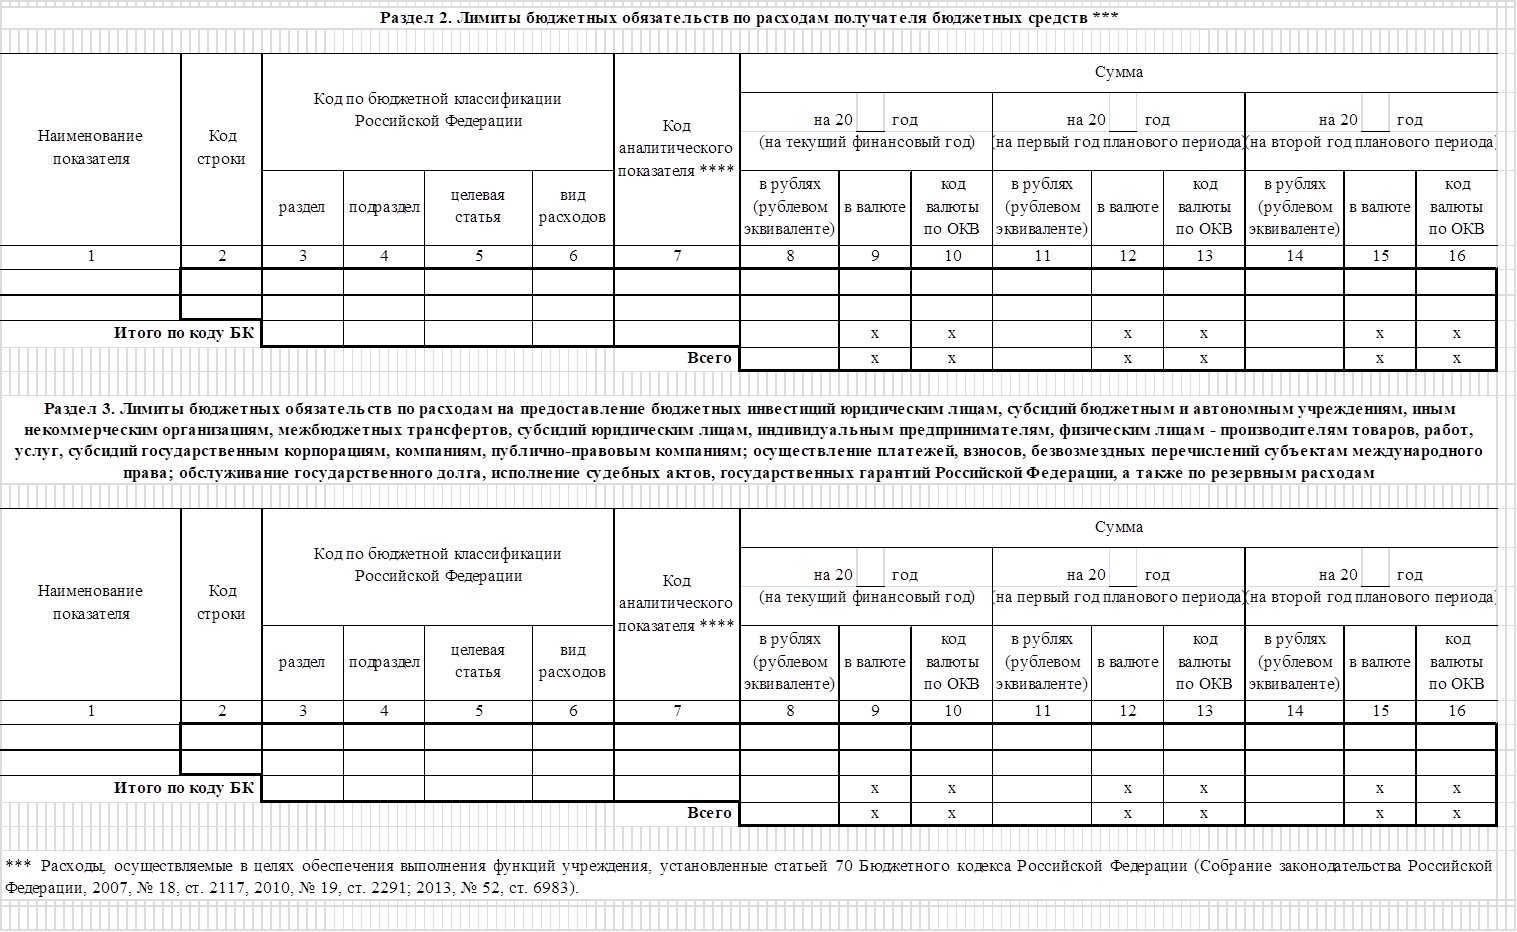 Раздел 2. Лимиты бюджетных обязательств по расходам получателя бюджетных средств ***
Наименование показателя
Код строки
Код по бюджетной классификации
Российской Федерации
Код аналитического показателя ****
Сумма
на 20 ___ год
(на текущий финансовый год)
на 20 ___ год
(на первый год планового периода)
на 20 ___ год
(на второй год планового периода)
раздел подраздел целевая статья вид расходов
в рублях (рублевом эквиваленте) в валюте код валюты по ОКВ
в рублях (рублевом эквиваленте) в валюте код валюты по ОКВ
в рублях (рублевом эквиваленте) в валюте код валюты по ОКВ
1 2 3 4 5 6 7 8 9 10 11 12 13 14 15 16
Итого по коду БК x x x x x x
Всего x x x x x x
Раздел 3. Лимиты бюджетных обязательств по расходам на предоставление бюджетных инвестиций юридическим лицам, субсидий бюджетным и автономным учреждениям, иным
некоммерческим организациям, межбюджетных трансфертов, субсидий юридическим лицам, индивидуальным предпринимателям, физическим лицам - производителям товаров, работ,
услуг, субсидий государственным корпорациям, компаниям, публично-правовым компаниям; осуществление платежей, взносов, безвозмездных перечислений субъектам международного
права; обслуживание государственного долга, исполнение судебных актов, государственных гарантий Российской Федерации, а также по резервным расходам
Наименование показателя
Код строки
Код по бюджетной классификации
Российской Федерации
Код аналитического показателя ****
Сумма
на 20 ___ год
(на текущий финансовый год)
на 20 ___ год
(на первый год планового периода)
на 20 ___ год
(на второй год планового периода)
раздел подраздел целевая статья вид расходов
в рублях (рублевом эквиваленте) в валюте код валюты по ОКВ
в рублях (рублевом эквиваленте) в валюте код валюты по ОКВ
в рублях (рублевом эквиваленте) в валюте код валюты по ОКВ
1 2 3 4 5 6 7 8 9 10 11 12 13 14 15 16
Итого по коду БК x x x x x x
Всего x x x x x x
*** Расходы, осуществляемые в целях обеспечения выполнения функций учреждения, установленные статьей 70 Бюджетного кодекса Российской Федерации (Собрание законодательства Российской
Федерации, 2007, № 18, ст. 2117, 2010, № 19, ст. 2291; 2013, № 52, ст. 6983).